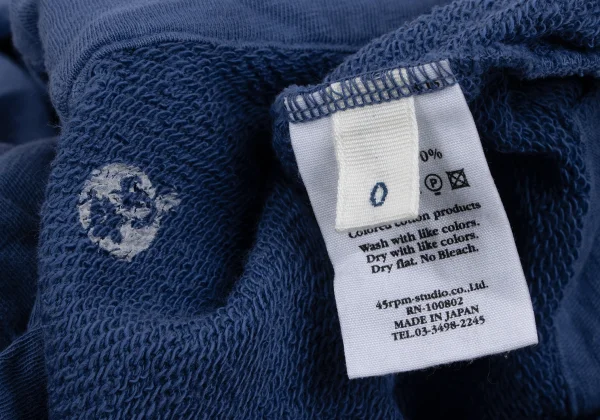 0%
P
0
Colored cotton products
Wash with like colors.
Dry with like colors.
Dry flat. No Bleach.
45rpm-studio co.,Ltd.
RN-100802
MADE IN JAPAN
TEL.03-3498-2245